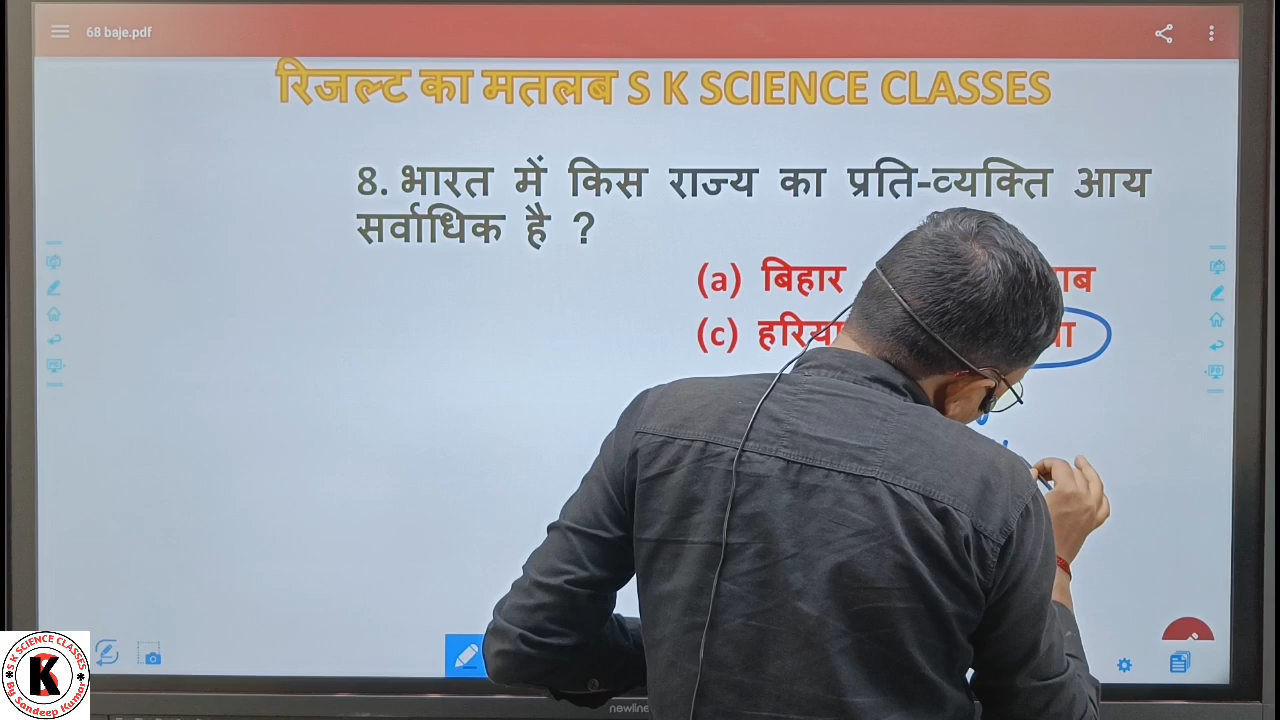 68 baje.pdf
रिजल्ट का मतलब S K SCIENCE CLASSES
8. भारत में किस राज्य का प्रति-व्यक्ति आय
सर्वाधिक है ?
(a) बिहार
(c)
newline
S K SCIENCE CLASSES
K
By Sandeep Kumar